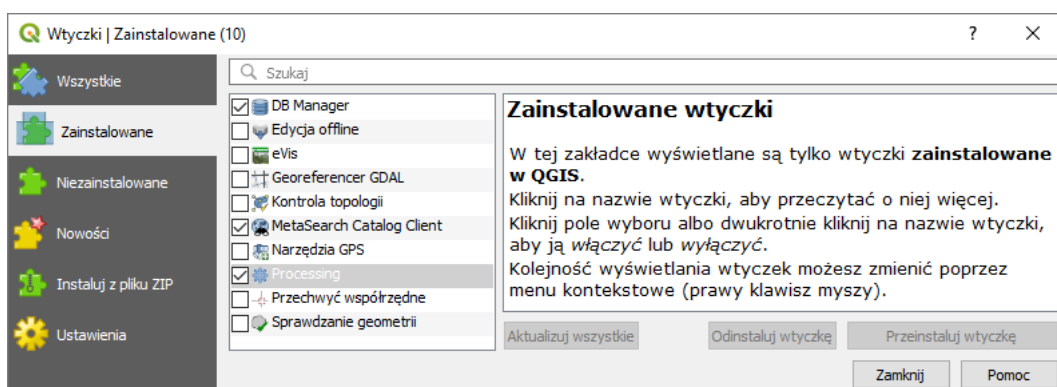 Wtyczki | Zainstalowane (10)
?
Wszystkie
Zainstalowane
Niezainstalowane
Nowości
Instaluj z pliku ZIP
Ustawienia
Szukaj
DB Manager
Edycja offline
eVis
Georeferencer GDAL
Kontrola topologii
MetaSearch Catalog Client
Narzędzia GPS
Processing
Przechwyć współrzędne
Sprawdzanie geometrii
Zainstalowane wtyczki
W tej zakładce wyświetlane są tylko wtyczki zainstalowane
w QGIS.
Kliknij na nazwie wtyczki, aby przeczytać o niej więcej.
Kliknij pole wyboru albo dwukrotnie kliknij na nazwie wtyczki,
aby ją włączyć lub wyłączyć.
Kolejność wyświetlania wtyczek możesz zmienić poprzez
menu kontekstowe (prawy klawisz myszy).
Aktualizuj wszystkie
Odinstaluj wtyczkę
Przeinstaluj wtyczkę
Zamknij
Pomoc